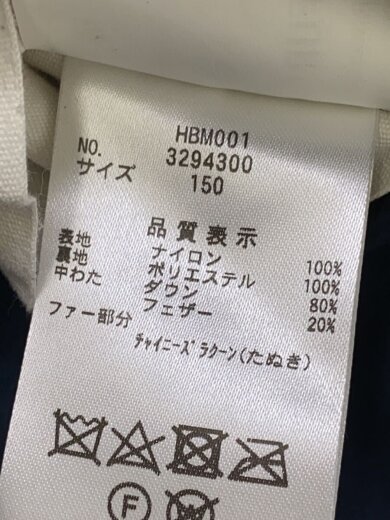 HBM001
NO. 3294300
サイズ 150
品質表示
表地 ナイロン 100%
裏地 ポリエステル 100%
中わた ダウン 80%
フェザー 20%
ファー部分
チャイニーズラクーン(たぬき)
F
W